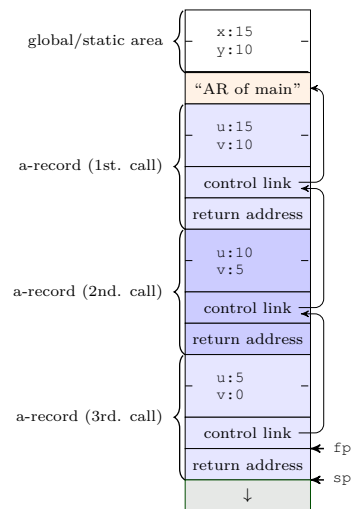 global/static area
x:15
y:10
“AR of main”
a-record (1st. call)
u:15
v:10
control link
return address
a-record (2nd. call)
u:10
v:5
control link
return address
a-record (3rd. call)
u:5
v:0
control link
fp
return address
sp
↓